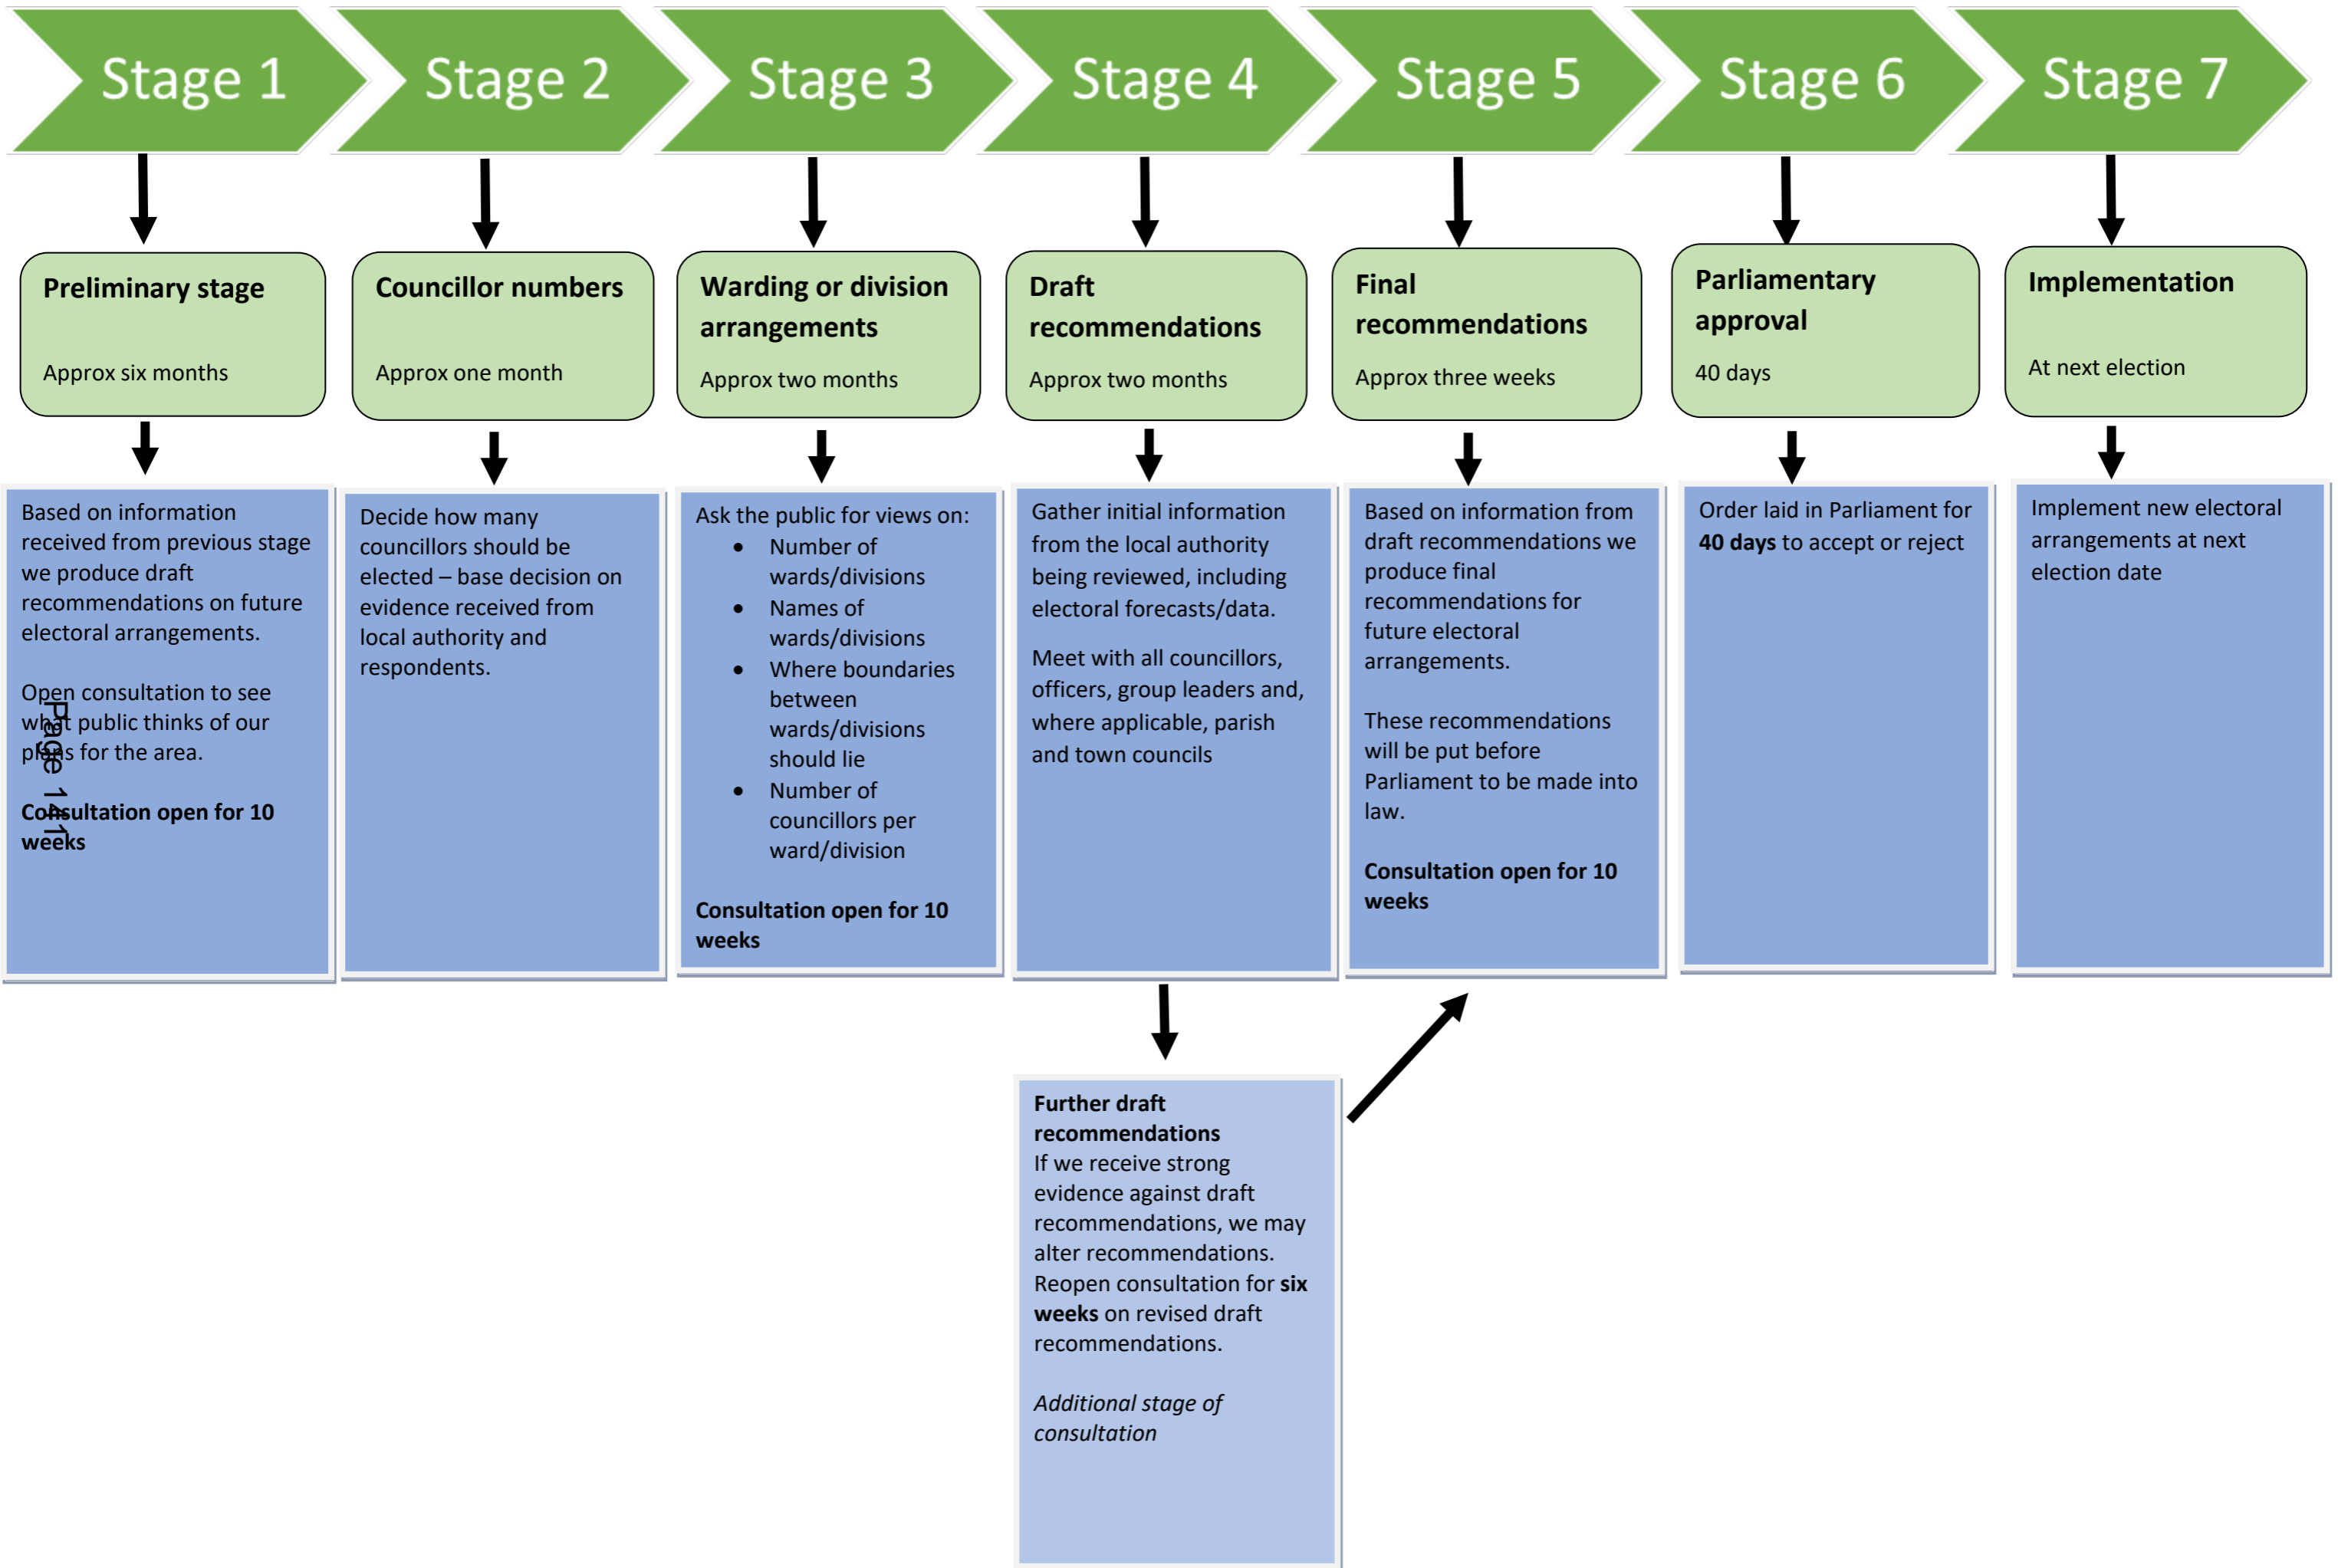 Stage 1
Stage 2
Stage 3
Stage 4
Stage 5
Stage 6
Stage 7
Preliminary stage
Approx six months
Councillor numbers
Approx one month
Warding or division
arrangements
Approx two months
Draft
recommendations
Approx two months
Final
recommendations
Approx three weeks
Parliamentary
approval
40 days
Implementation
At next election
Based on information
received from previous stage
we produce draft
recommendations on future
electoral arrangements.
Open consultation to see
what public thinks of our
plans for the area.
Consultation open for 10
weeks
Page 141
Decide how many
councillors should be
elected – base decision on
evidence received from
local authority and
respondents.
Ask the public for views on:
• Number of
wards/divisions
• Names of
wards/divisions
• Where boundaries
between
wards/divisions
should lie
• Number of
councillors per
ward/division
Consultation open for 10
weeks
Gather initial information
from the local authority
being reviewed, including
electoral forecasts/data.
Meet with all councillors,
officers, group leaders and,
where applicable, parish
and town councils
Based on information from
draft recommendations we
produce final
recommendations for
future electoral
arrangements.
These recommendations
will be put before
Parliament to be made into
law.
Consultation open for 10
weeks
Order laid in Parliament for
40 days to accept or reject
Implement new electoral
arrangements at next
election date
Further draft
recommendations
If we receive strong
evidence against draft
recommendations, we may
alter recommendations.
Reopen consultation for six
weeks on revised draft
recommendations.
Additional stage of
consultation